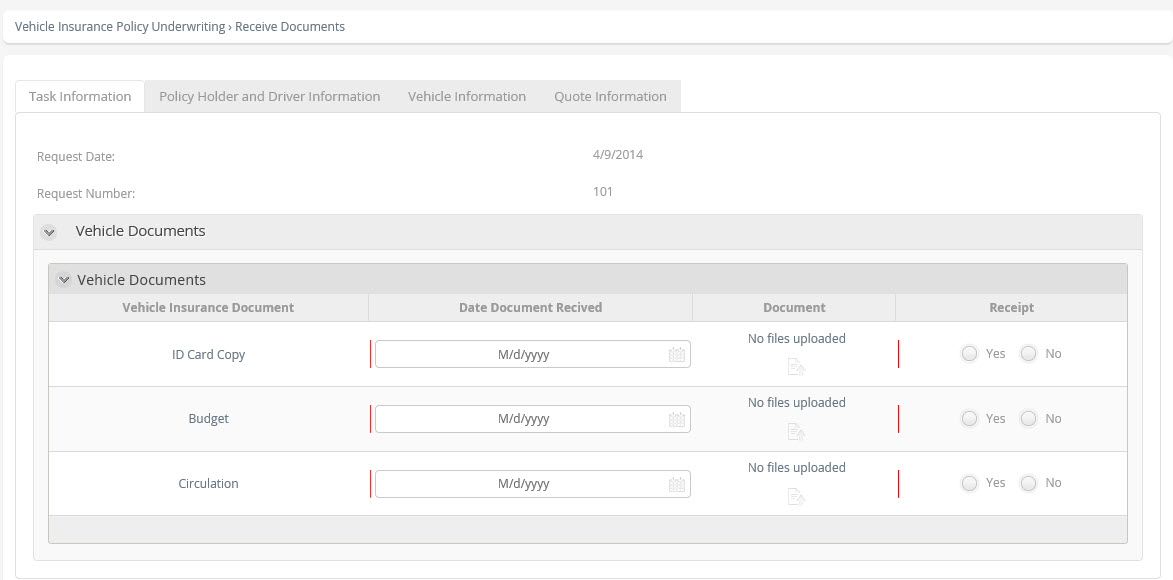 Vehicle Insurance Policy Underwriting › Receive Documents
Task Information Policy Holder and Driver Information Vehicle Information Quote Information
Request Date: 4/9/2014
Request Number: 101
Vehicle Documents
Vehicle Documents
Vehicle Insurance Document Date Document Recived Document Receipt
No files uploaded
ID Card Copy M/d/yyyy Yes No
No files uploaded
Budget M/d/yyyy Yes No
No files uploaded
Circulation M/d/yyyy Yes No